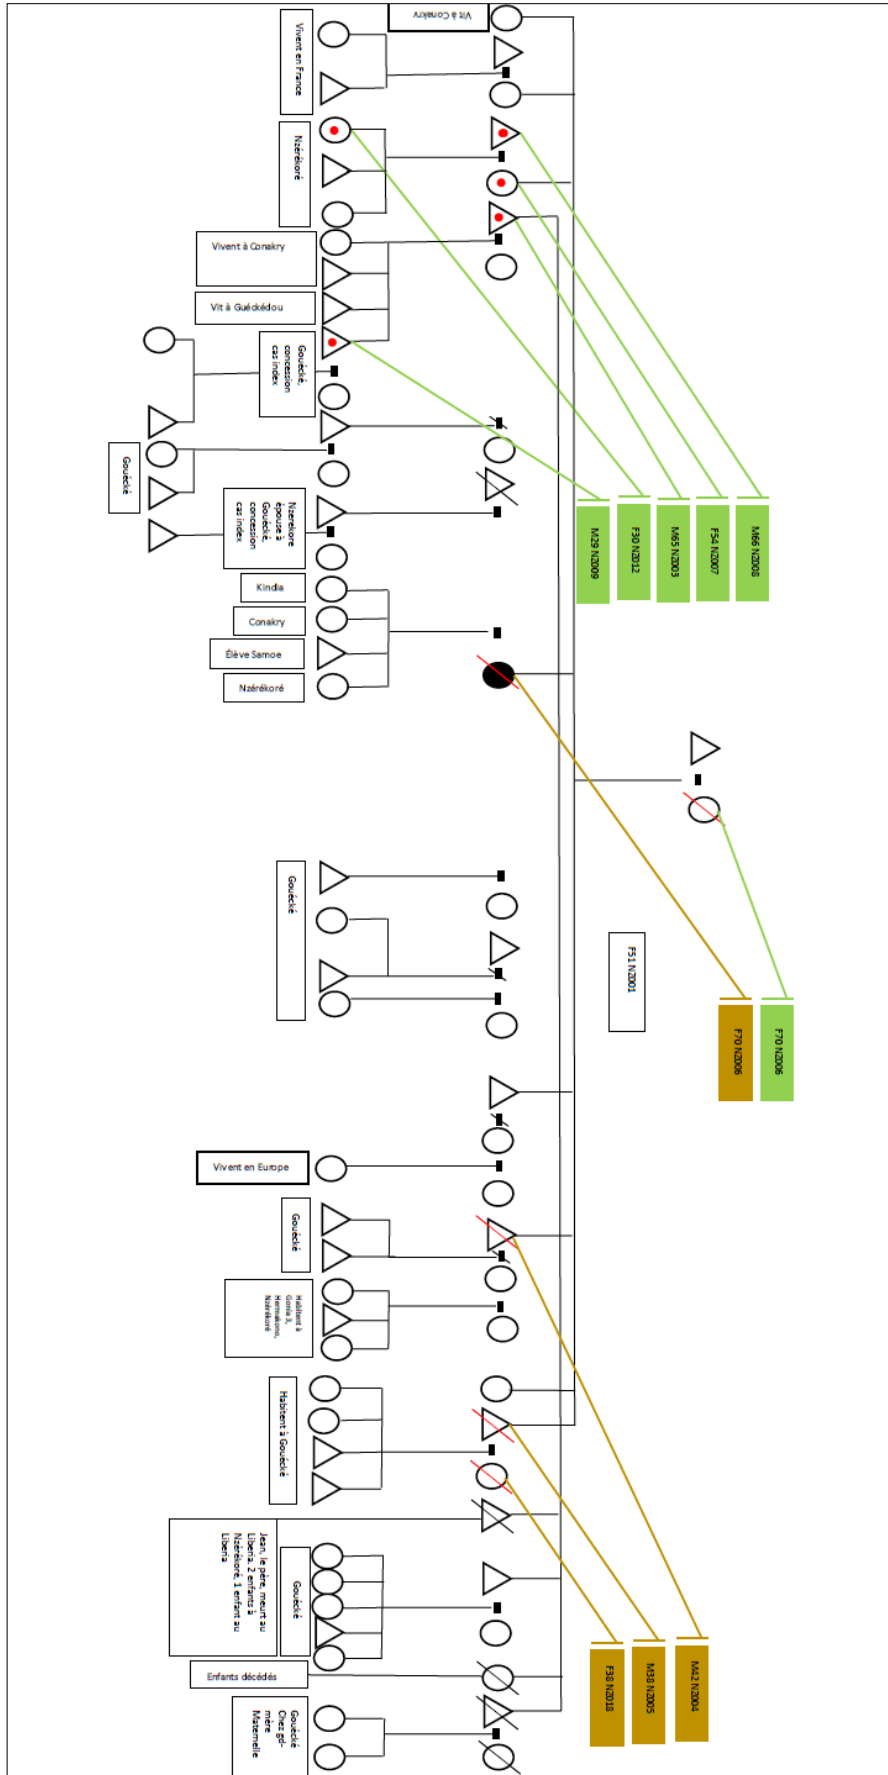 Vit à Conakry
Vivent en France
Nzérékoré
Vivent à Conakry
Vit à Guéckédou
Gouécké,
concession
cas index
Gouécké
Nzerekore
épouse à
Gouécké,
concession
cas index
Kindia
Conakry
Élève Samoe
Nzérékoré
M29 NZ009
F30 NZ012
M65 NZ003
F54 NZ007
M66 NZ008
Gouécké
F51 NZ001
F70 NZ006
F70 NZ006
Vivent en Europe
Gouécké
Habitent à
Gonia 3,
Hermakono,
Nzérékoré
Habitent à Gouécké
Jean, le père, meurt au
Liberia. 2 enfants à
Nzérékoré, 1 enfant au
Liberia
Gouécké
Enfants décédés
Gouécké
Chez gd-
mère
Maternelle
F38 NZ018
M38 NZ005
M42 NZ004